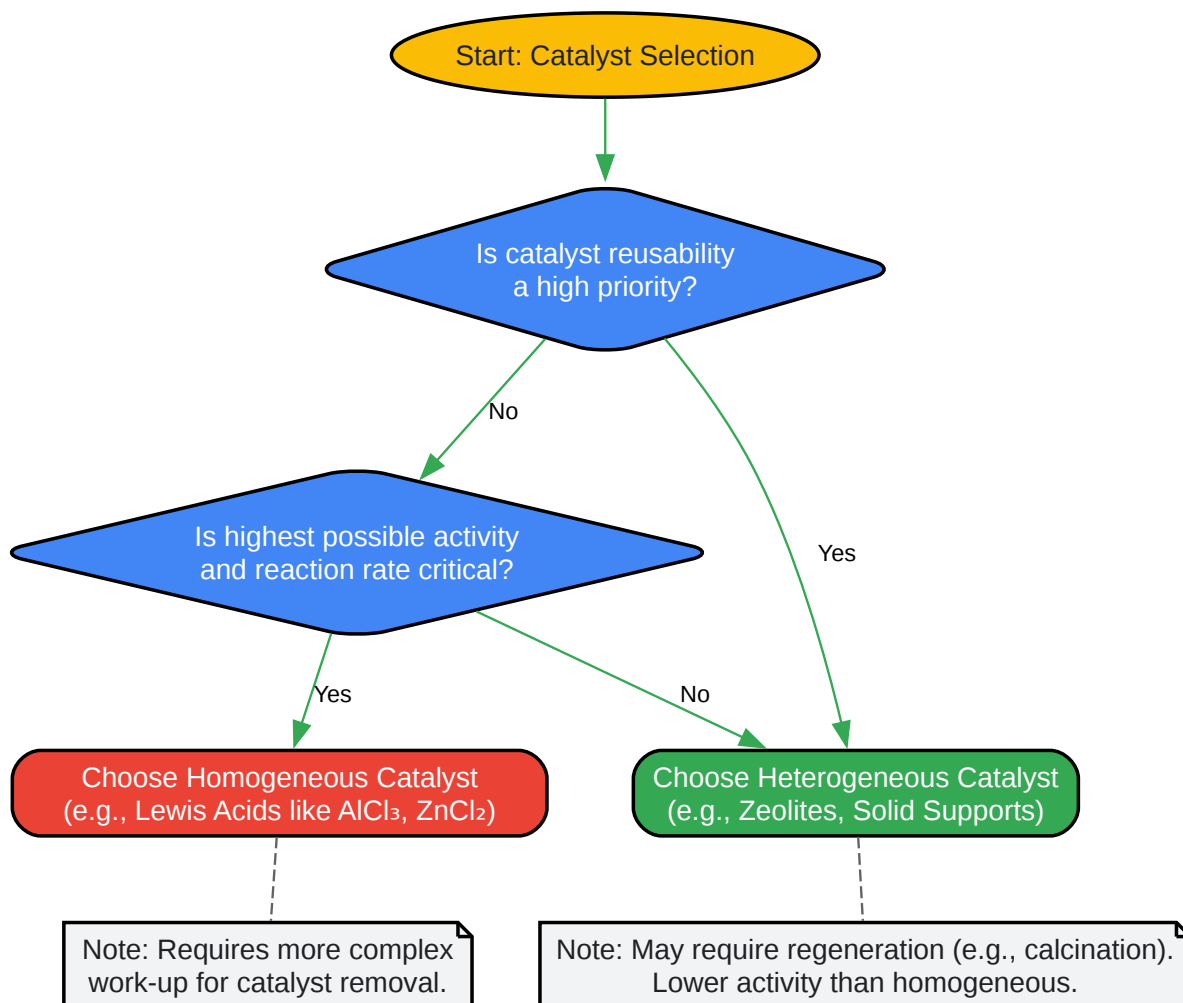 Start: Catalyst Selection
Is catalyst reusability
a high priority?
No
Is highest possible activity
and reaction rate critical?
Yes
Yes
No
Choose Homogeneous Catalyst
(e.g., Lewis Acids like AlCl₃, ZnCl₂)
Choose Heterogeneous Catalyst
(e.g., Zeolites, Solid Supports)
Note: Requires more complex
work-up for catalyst removal.
Note: May require regeneration (e.g., calcination).
Lower activity than homogeneous.